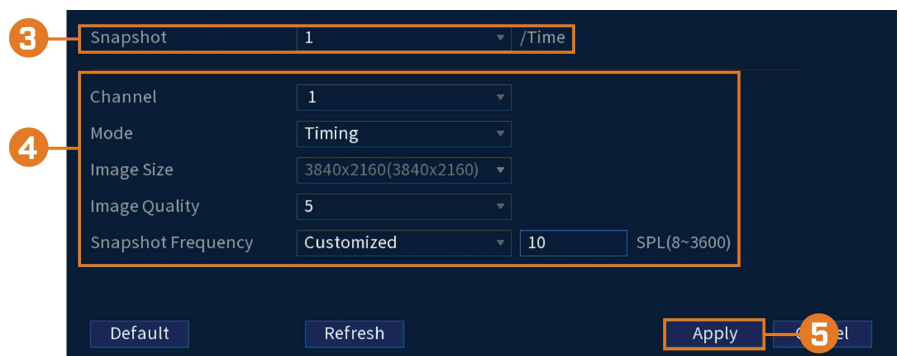 3 Snapshot 1 /Time
Channel 1
4 Mode Timing
Image Size 3840x2160(3840x2160)
Image Quality 5
Snapshot Frequency Customized 10 SPL(8~3600)
Default Refresh Apply 5 el